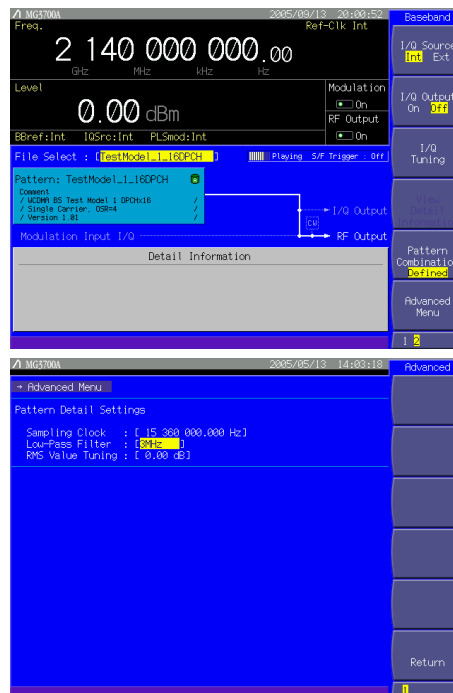 MG3700A 2005/09/13 20:00:52 Baseband
Freq. Ref-Clk Int
2 140 000 000.00
GHz MHz kHz Hz
I/Q Source
Int Ext
Level
0.00 dBm
Modulation
On
RF Output
On
I/Q Output
On Off
BBref:Int IQSrc:Int PLSmod:Int
File Select : [TestModel_1_16DPCH ] Playing S/F Trigger : Off
I/Q
Tuning
Pattern: TestModel_1_16DPCH
Comment
/ WCDMA BS Test Model 1 DPCHx16 /
/ Single Carrier, OSR=4 /
/ Version 1.01 /
I/Q Output
CW
Modulation Input I/Q RF Output
View
Detail
Information
Detail Information
Pattern
Combinatio
Defined
Advanced
Menu
1 2
MG3700A 2005/05/13 14:03:18 Advanced
→ Advanced Menu
Pattern Detail Settings
Sampling Clock : [ 15 360 000.000 Hz]
Low-Pass Filter : [3MHz ]
RMS Value Tuning : [ 0.00 dB]
Return
1